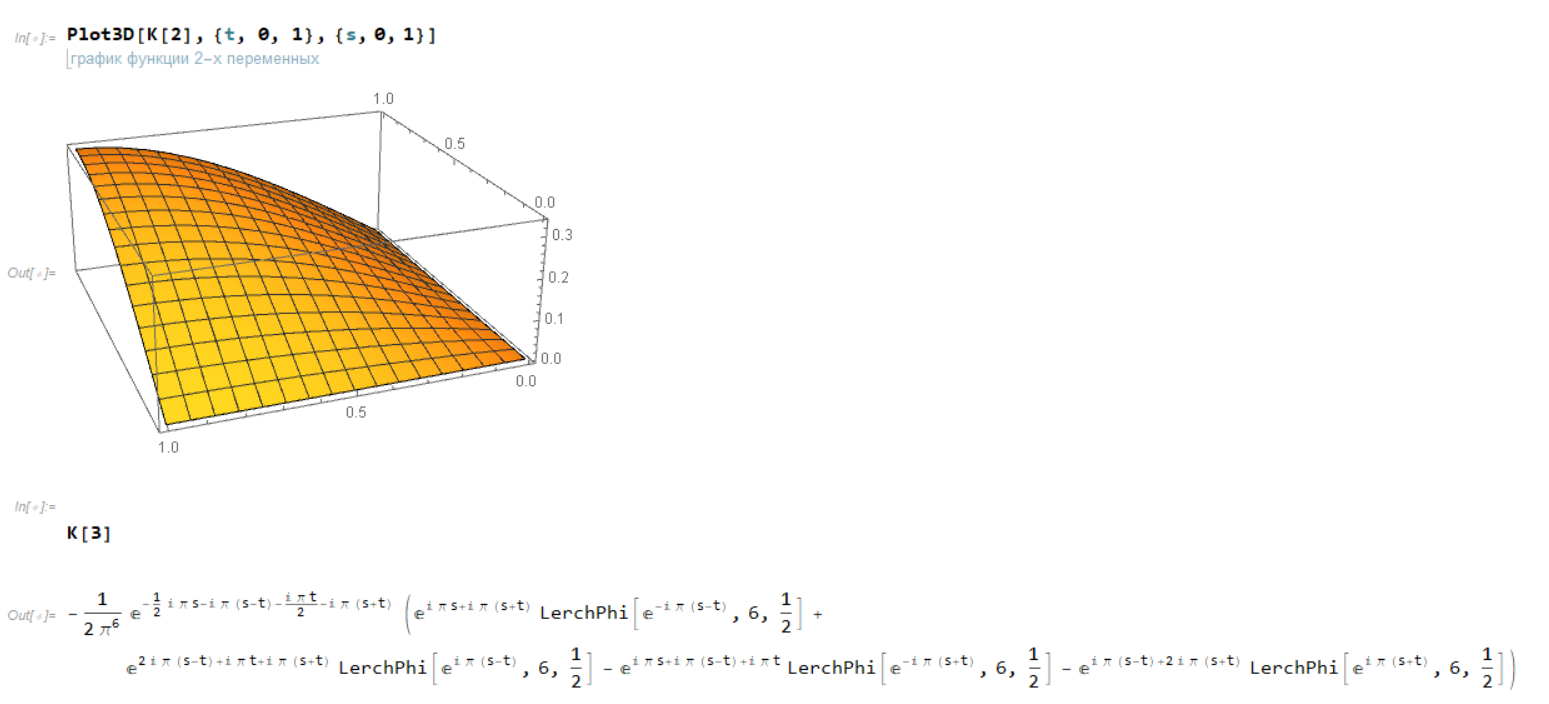 In[ ]:= Plot3D[K[2], {t, 0, 1}, {s, 0, 1}]
график функции 2-х переменных
1.0
0.5
0.0
0.3
0.2
Out[ ]=
0.1
0.0
0.0
0.5
1.0
In[ ]:=
K[3]
Out[ ]= - 1/(2 π^6) e^(-1/2 i π s-i π (s-t)-(i π t)/2-i π (s+t)) (e^(i π s+i π (s+t)) LerchPhi[e^(-i π (s-t)), 6, 1/2] +
e^(2 i π (s-t)+i π t+i π (s+t)) LerchPhi[e^(i π (s-t)), 6, 1/2] - e^(i π s+i π (s-t)+i π t) LerchPhi[e^(-i π (s+t)), 6, 1/2] - e^(i π (s-t)+2 i π (s+t)) LerchPhi[e^(i π (s+t)), 6, 1/2])